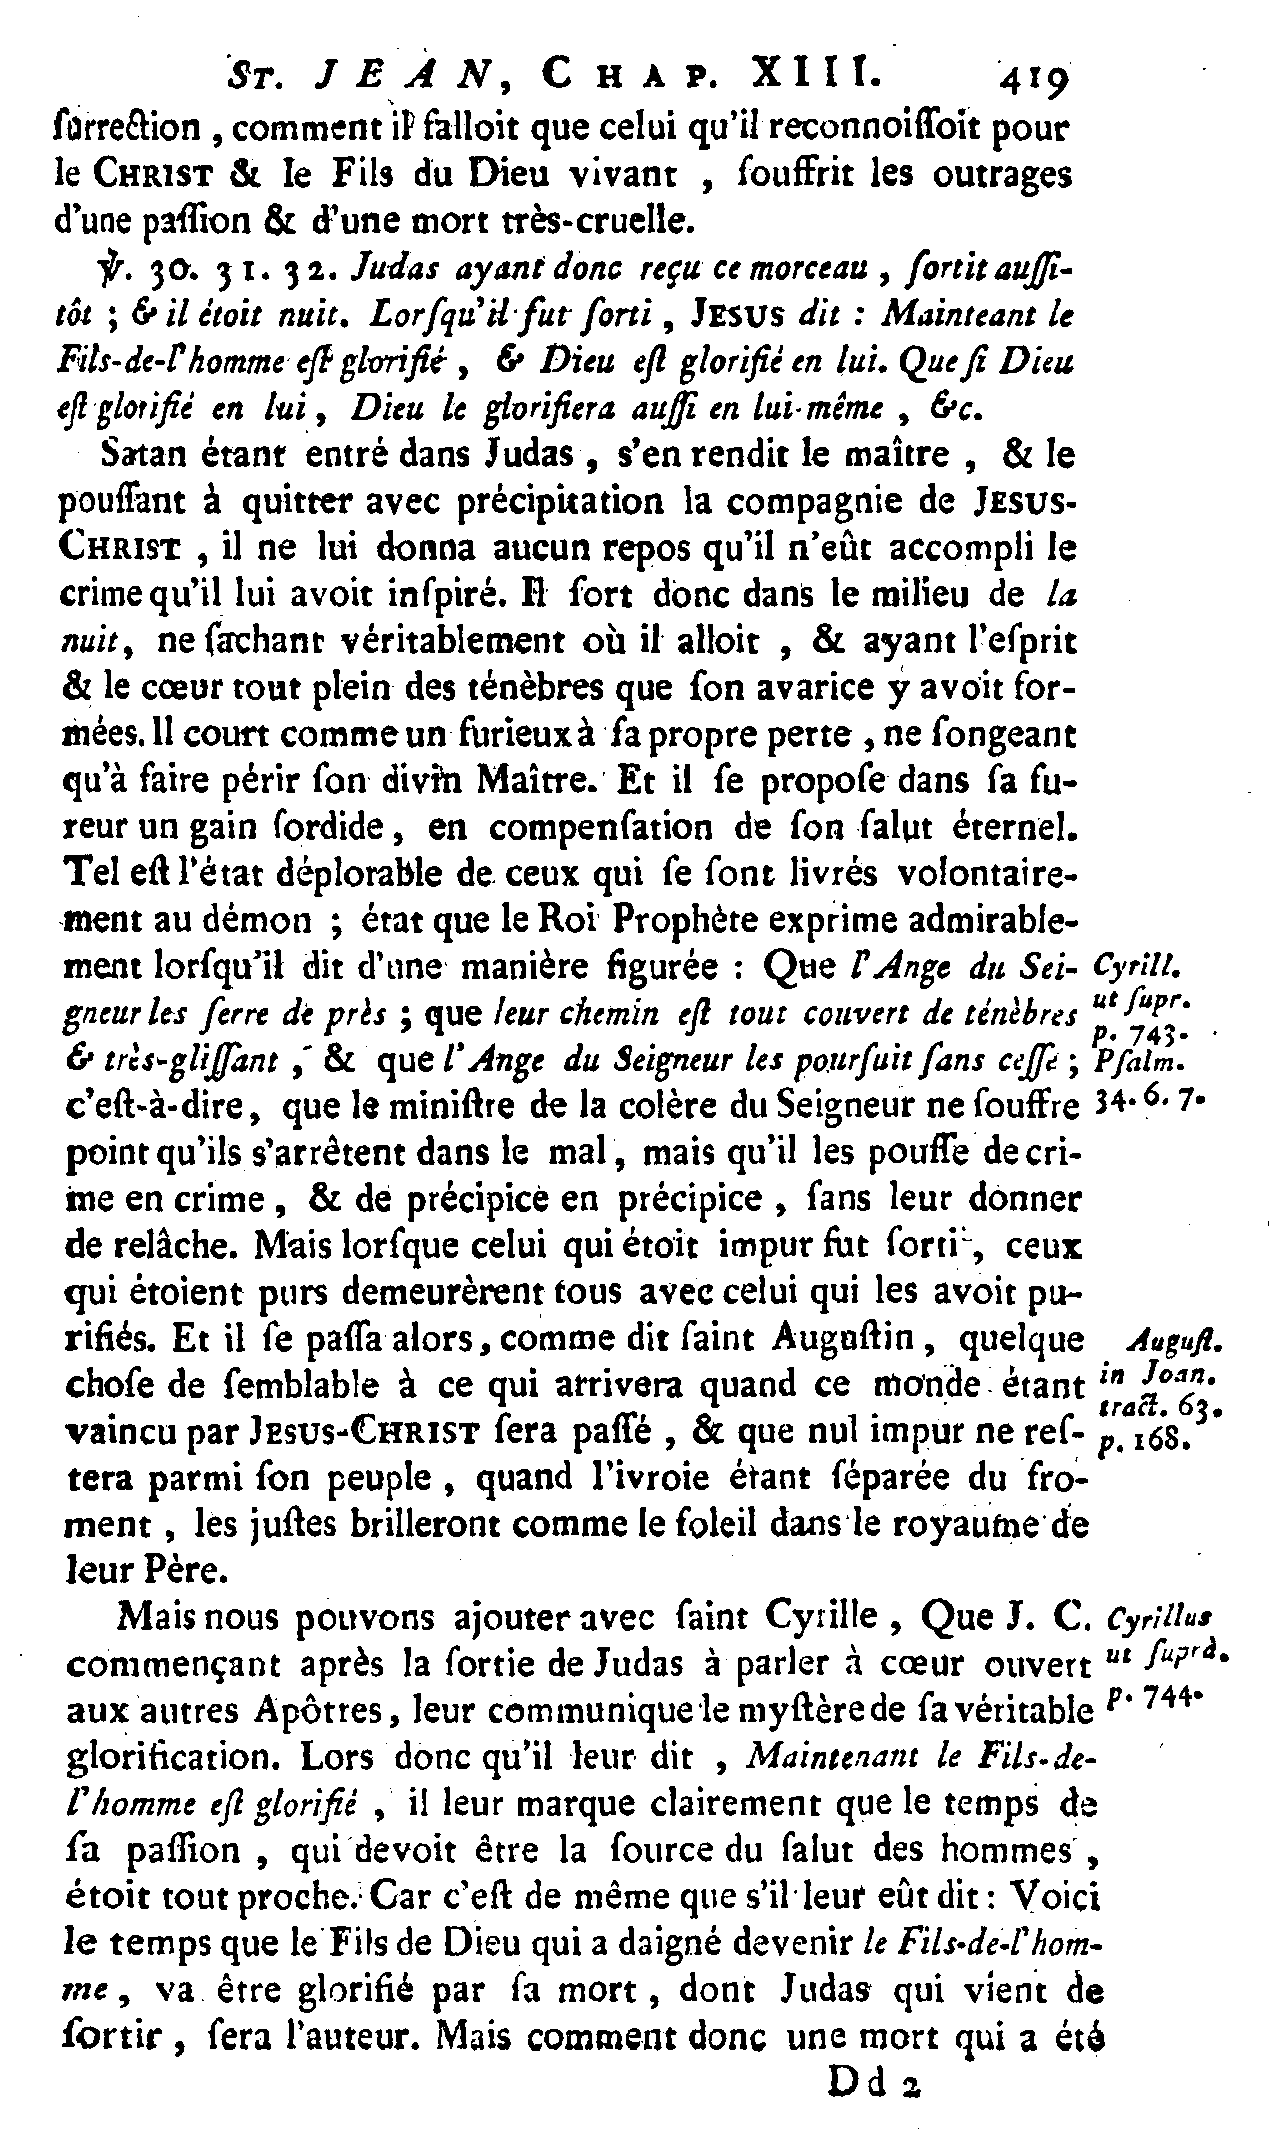 St. JEAN, CHAP. XIII. 419
ſurrection, comment il falloit que celui qu'il reconnoiſſoit pour
le CHRIST & le Fils du Dieu vivant, ſouffrit les outrages
d'une paſſion & d'une mort très-cruelle.
℣. 30. 31. 32. Judas ayant donc reçu ce morceau, ſortit auſſi-
tôt ; & il étoit nuit. Lorſqu'il fut ſorti, JESUS dit : Mainteant le
Fils-de-l'homme eſt glorifié, & Dieu eſt glorifié en lui. Que ſi Dieu
eſt glorifié en lui, Dieu le glorifiera auſſi en lui-même, &c.
Satan étant entré dans Judas, s'en rendit le maître, & le
pouſſant à quitter avec précipitation la compagnie de JESUS-
CHRIST, il ne lui donna aucun repos qu'il n'eût accompli le
crime qu'il lui avoit inſpiré. Il ſort donc dans le milieu de la
nuit, ne ſachant véritablement où il alloit, & ayant l'eſprit
& le cœur tout plein des ténèbres que ſon avarice y avoit for-
mées. Il court comme un furieux à ſa propre perte, ne ſongeant
qu'à faire périr ſon divin Maître. Et il ſe propoſe dans ſa fu-
reur un gain ſordide, en compenſation de ſon ſalut éternel.
Tel eſt l'état déplorable de ceux qui ſe ſont livrés volontaire-
ment au démon ; état que le Roi Prophète exprime admirable-
ment lorſqu'il dit d'une manière figurée : Que l'Ange du Sei-
gneur les ſerre de près ; que leur chemin eſt tout couvert de ténèbres
& très-gliſſant, & que l'Ange du Seigneur les pourſuit ſans ceſſe ;
c'eſt-à-dire, que le miniſtre de la colère du Seigneur ne ſouffre
point qu'ils s'arrêtent dans le mal, mais qu'il les pouſſe de cri-
me en crime, & de précipice en précipice, ſans leur donner
de relâche. Mais lorſque celui qui étoit impur fut ſorti, ceux
qui étoient purs demeurèrent tous avec celui qui les avoit pu-
rifiés. Et il ſe paſſa alors, comme dit ſaint Auguſtin, quelque
choſe de ſemblable à ce qui arrivera quand ce monde étant
vaincu par JESUS-CHRIST ſera paſſé, & que nul impur ne reſ-
tera parmi ſon peuple, quand l'ivroie étant ſéparée du fro-
ment, les juſtes brilleront comme le ſoleil dans le royaume de
leur Père.
Mais nous pouvons ajouter avec ſaint Cyrille, Que J. C.
commençant après la ſortie de Judas à parler à cœur ouvert
aux autres Apôtres, leur communique le myſtère de ſa véritable
glorification. Lors donc qu'il leur dit, Maintenant le Fils-de-
l'homme eſt glorifié, il leur marque clairement que le temps de
ſa paſſion, qui devoit être la ſource du ſalut des hommes,
étoit tout proche. Car c'eſt de même que s'il leur eût dit : Voici
le temps que le Fils de Dieu qui a daigné devenir le Fils-de-l'hom-
me, va être glorifié par ſa mort, dont Judas qui vient de
ſortir, ſera l'auteur. Mais comment donc une mort qui a été
Dd 2
Cyrill.
ut ſupr.
p. 743.
Pſalm.
34. 6. 7.
Auguſt.
in Joan.
tract. 63.
p. 168.
Cyrillus
ut ſuprà.
p. 744.